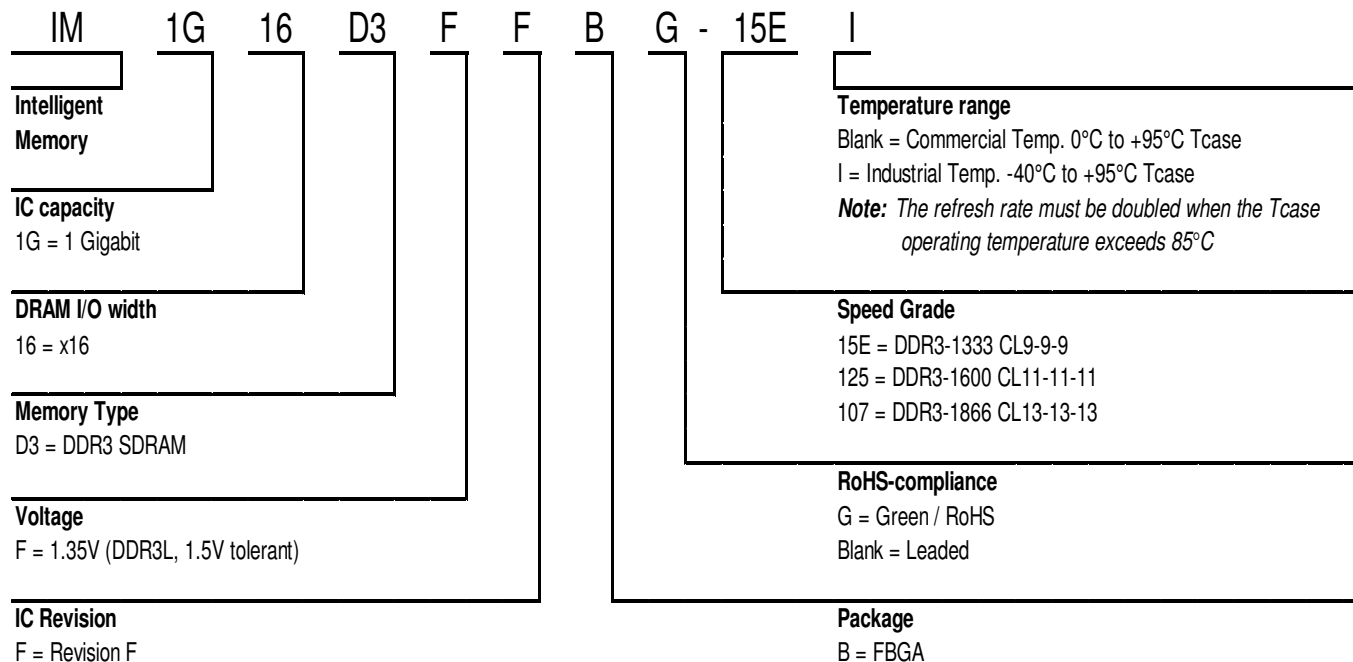 IM 1G 16 D3 F F B G - 15E I
Intelligent
Memory
IC capacity
1G = 1 Gigabit
DRAM I/O width
16 = x16
Memory Type
D3 = DDR3 SDRAM
Voltage
F = 1.35V (DDR3L, 1.5V tolerant)
IC Revision
F = Revision F
Temperature range
Blank = Commercial Temp. 0°C to +95°C Tcase
I = Industrial Temp. -40°C to +95°C Tcase
Note: The refresh rate must be doubled when the Tcase
operating temperature exceeds 85°C
Speed Grade
15E = DDR3-1333 CL9-9-9
125 = DDR3-1600 CL11-11-11
107 = DDR3-1866 CL13-13-13
RoHS-compliance
G = Green / RoHS
Blank = Leaded
Package
B = FBGA